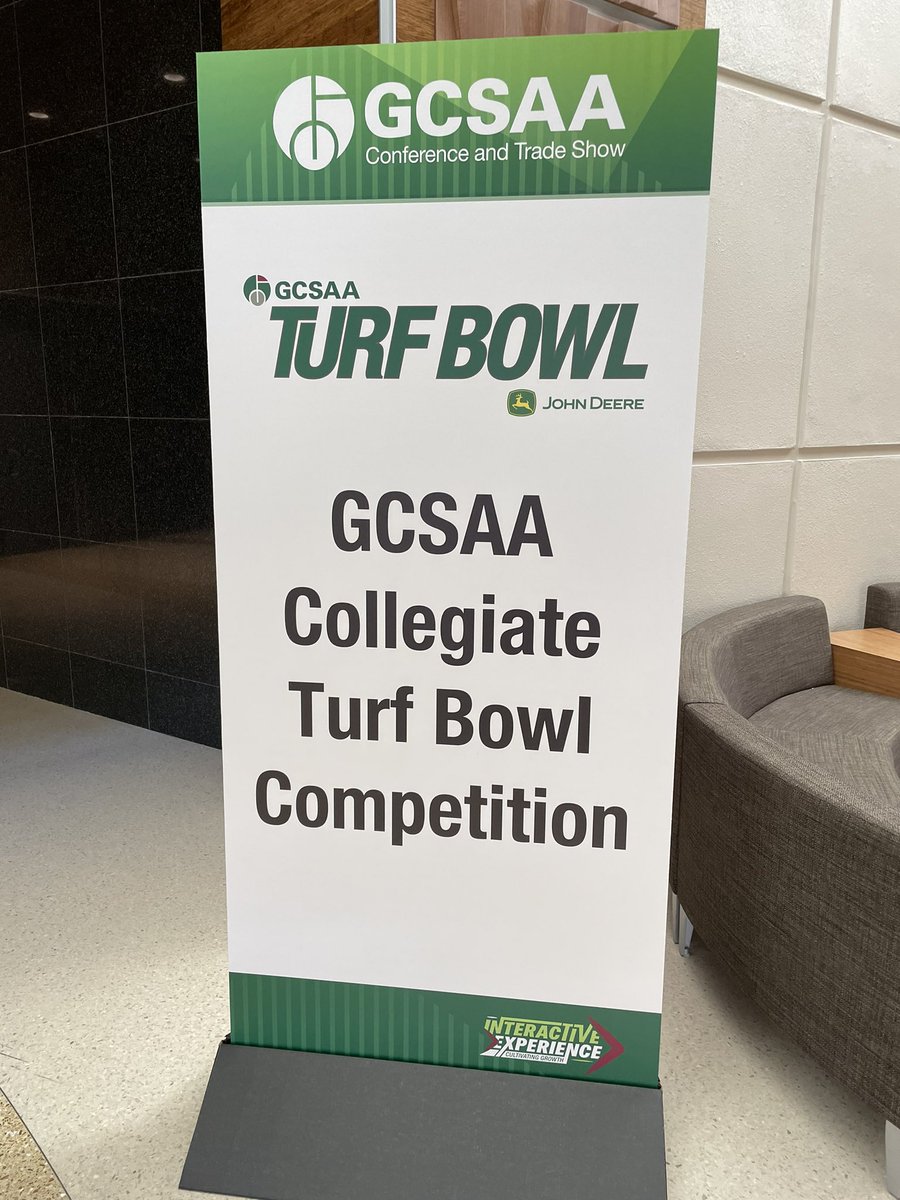 GCSAA
Conference and Trade Show
GCSAA
TURF BOWL
JOHN DEERE
GCSAA
Collegiate
Turf Bowl
Competition
INTERACTIVE
EXPERIENCE
CULTIVATING GROWTH